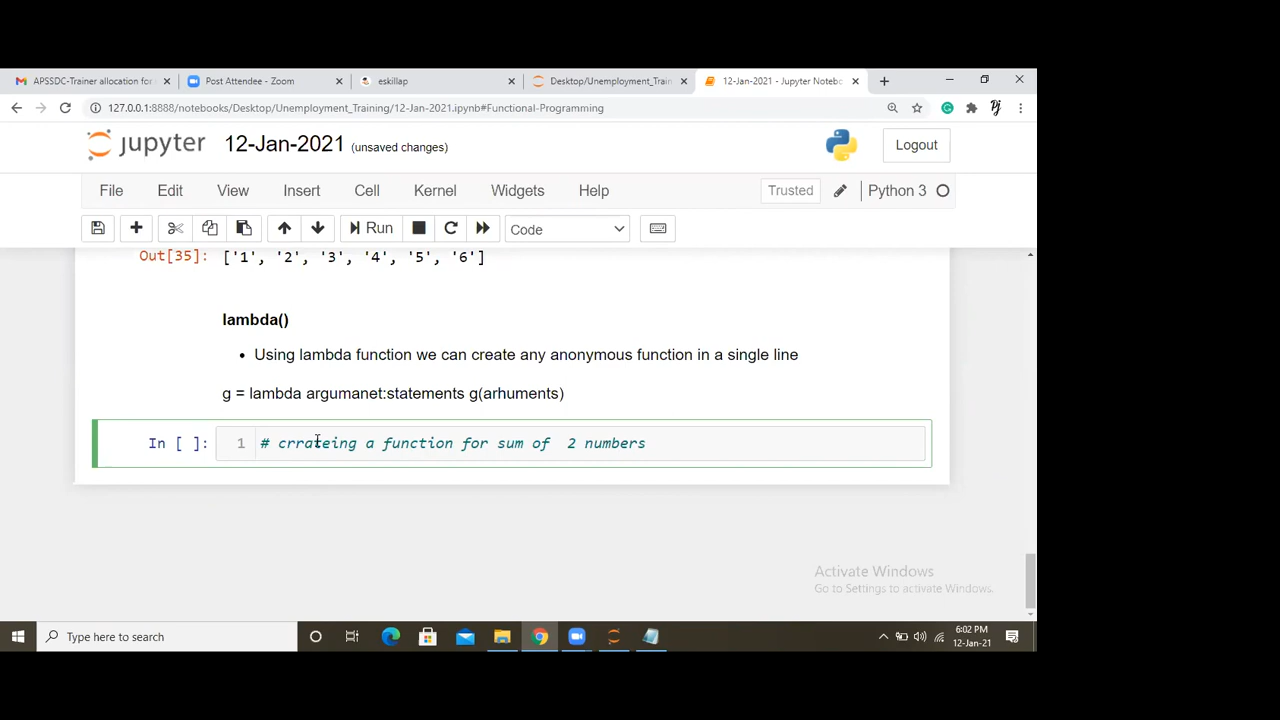 APSSDC-Trainer allocation for
Post Attendee - Zoom
eskillap
Desktop/Unemployment_Train
12-Jan-2021 - Jupyter Notebo
127.0.0.1:8888/notebooks/Desktop/Unemployment_Training/12-Jan-2021.ipynb#Functional-Programming
jupyter 12-Jan-2021 (unsaved changes)
Logout
File Edit View Insert Cell Kernel Widgets Help
Trusted
Python 3
Run
Code
Out[35]: ['1', '2', '3', '4', '5', '6']
lambda()
• Using lambda function we can create any anonymous function in a single line
g = lambda argumanet:statements g(arhuments)
In [ ]: 1 # crrateing a function for sum of  2 numbers
Activate Windows
Go to Settings to activate Windows.
Type here to search
6:02 PM
12-Jan-21